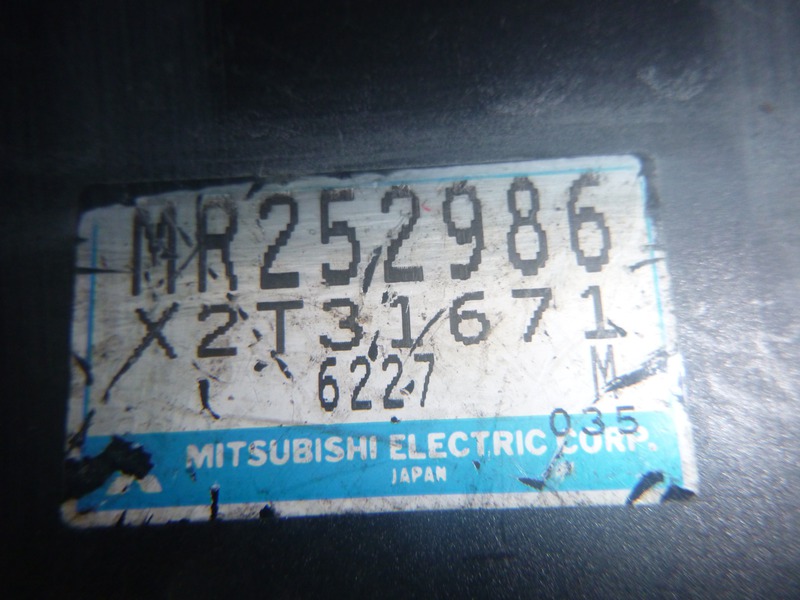 MR252986
X2T31671
6227 M
035
MITSUBISHI ELECTRIC CORP.
JAPAN